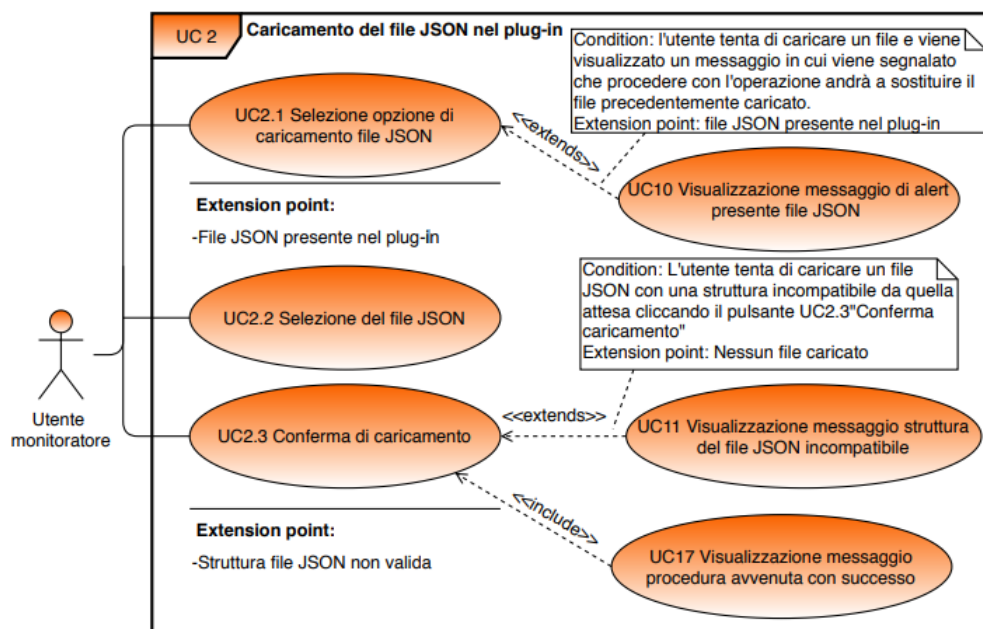 UC 2
Caricamento del file JSON nel plug-in
Condition: l'utente tenta di caricare un file e viene
visualizzato un messaggio in cui viene segnalato
che procedere con l'operazione andrà a sostituire il
file precedentemente caricato.
Extension point: file JSON presente nel plug-in
UC2.1 Selezione opzione di
caricamento file JSON
<<extends>>
UC10 Visualizzazione messaggio di alert
presente file JSON
Extension point:
-File JSON presente nel plug-in
Condition: L'utente tenta di caricare un file
JSON con una struttura incompatibile da quella
attesa cliccando il pulsante UC2.3"Conferma
caricamento"
Extension point: Nessun file caricato
UC2.2 Selezione del file JSON
Utente
monitoratore
UC2.3 Conferma di caricamento
<<extends>>
UC11 Visualizzazione messaggio struttura
del file JSON incompatibile
<<include>>
Extension point:
-Struttura file JSON non valida
UC17 Visualizzazione messaggio
procedura avvenuta con successo